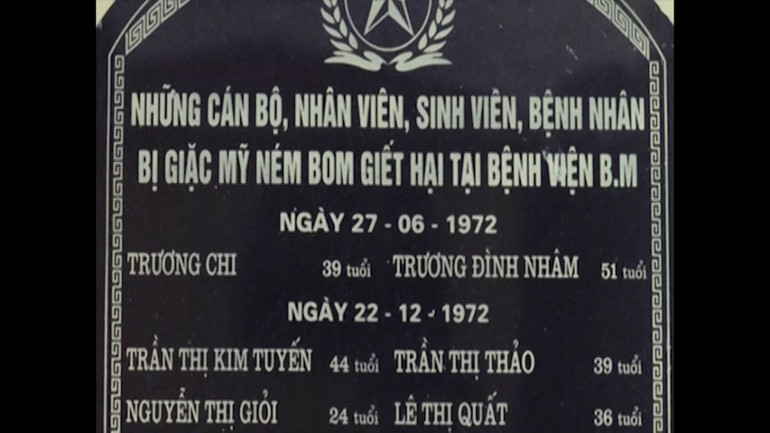 NHỮNG CÁN BỘ, NHÂN VIÊN, SINH VIÊN, BỆNH NHÂN
BỊ GIẶC MỸ NÉM BOM GIẾT HẠI TẠI BỆNH VIỆN B.M
NGÀY 27 - 06 - 1972
TRƯƠNG CHI 39 tuổi TRƯƠNG ĐÌNH NHÂM 51 tuổi
NGÀY 22 - 12 - 1972
TRẦN THỊ KIM TUYẾN 44 tuổi TRẦN THỊ THẢO 39 tuổi
NGUYỄN THỊ GIỎI 24 tuổi LÊ THỊ QUẤT 36 tuổi